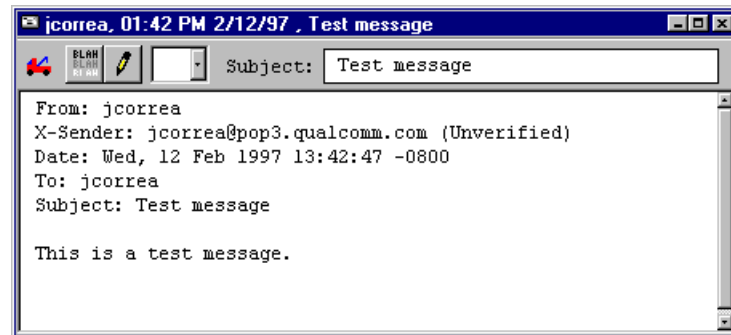 jcorrea, 01:42 PM 2/12/97 , Test message
BLAH
BLAH
BLAH
Subject: Test message
From: jcorrea
X-Sender: jcorrea@pop3.qualcomm.com (Unverified)
Date: Wed, 12 Feb 1997 13:42:47 -0800
To: jcorrea
Subject: Test message
This is a test message.